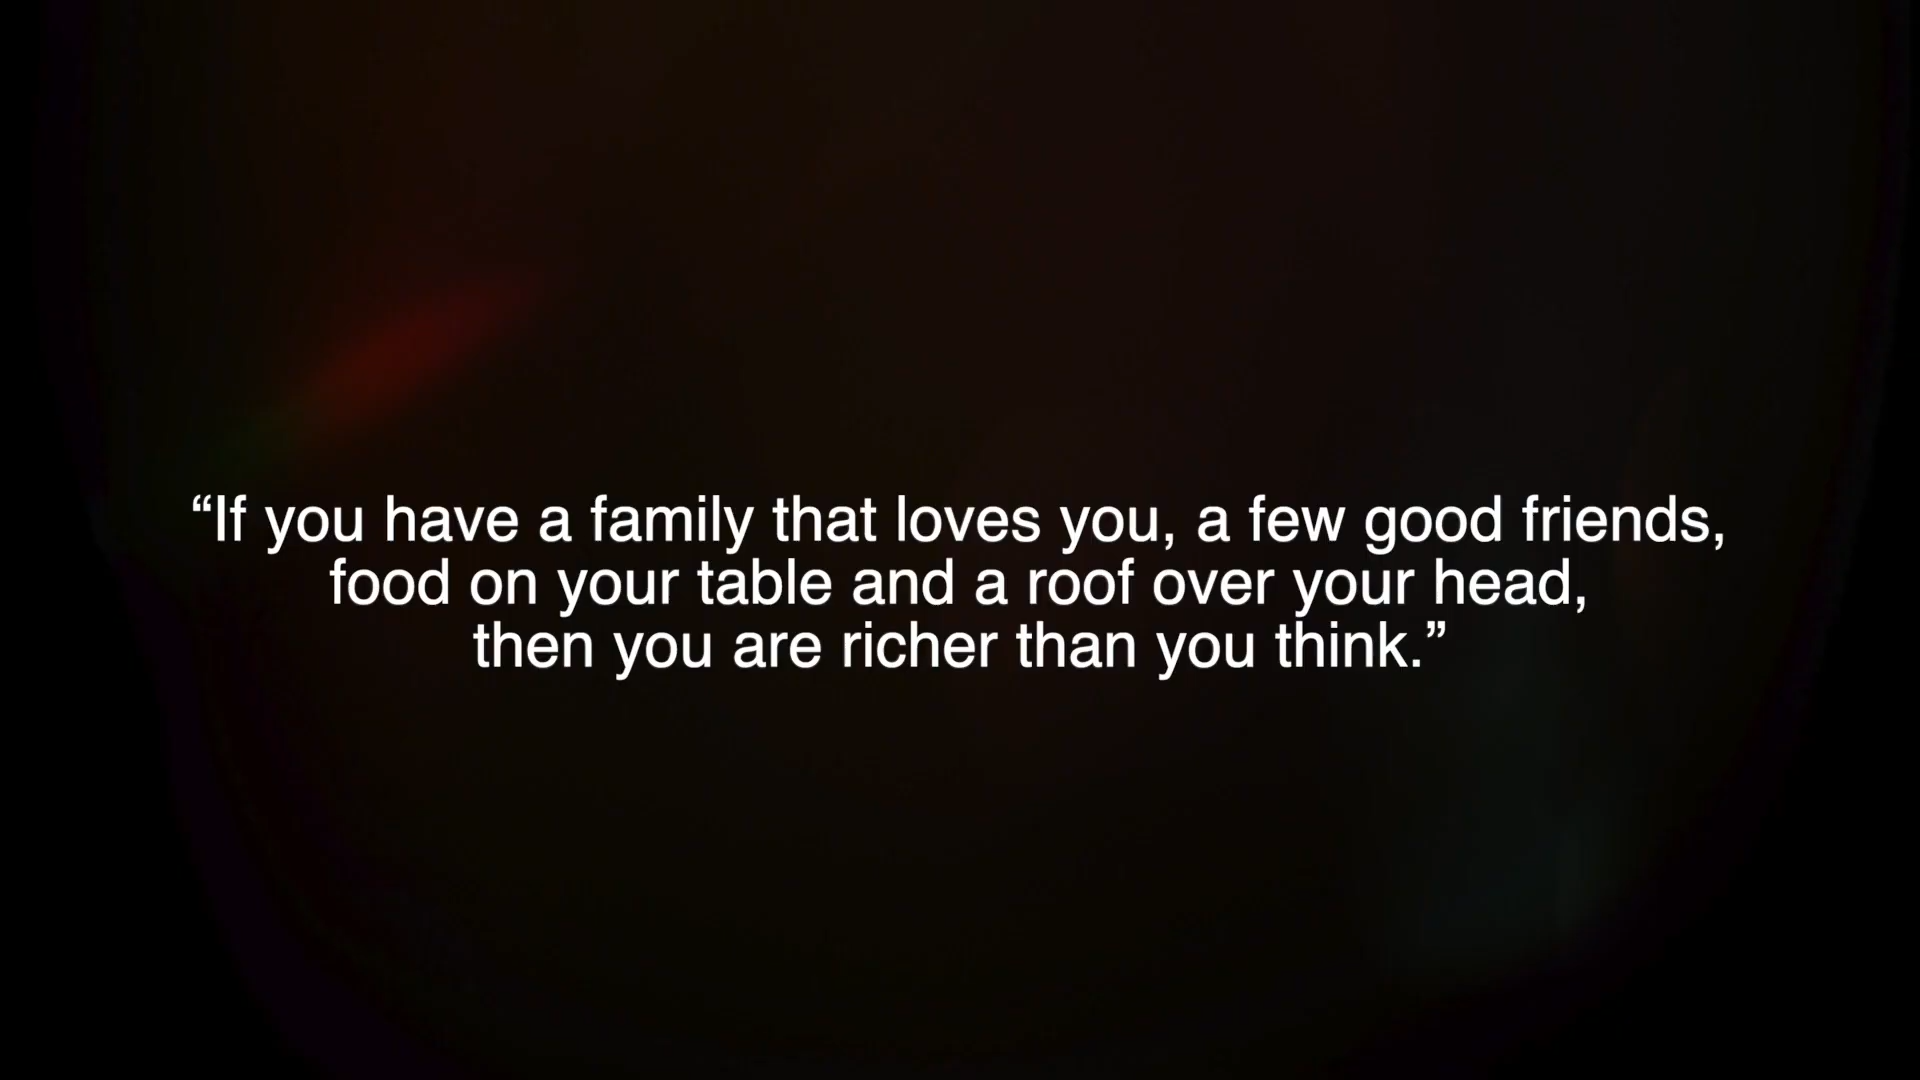 “If you have a family that loves you, a few good friends,
food on your table and a roof over your head,
then you are richer than you think.”